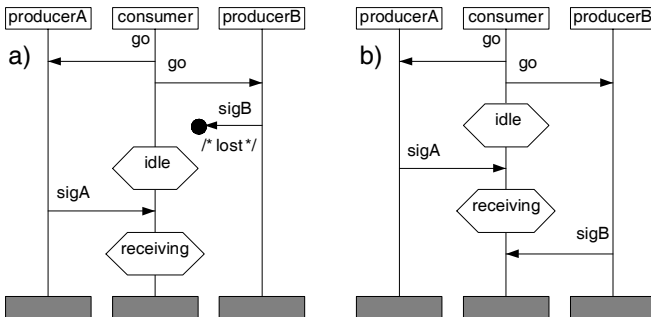 producerA consumer producerB
a)
go
go
sigB
/* lost */
idle
sigA
receiving
producerA consumer producerB
b)
go
go
idle
sigA
receiving
sigB